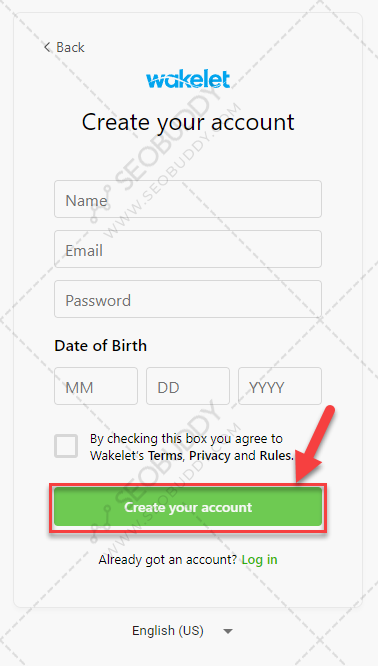 < Back
wakelet
Create your account
SEOBUDDY
WWW.SEOBUDDY.COM
Name
Email
Password
Date of Birth
MM DD YYYY
By checking this box you agree to
Wakelet's Terms, Privacy and Rules.
SEOBUDDY
WWW.SEOBUDDY.COM
Create your account
Already got an account? Log in
English (US)